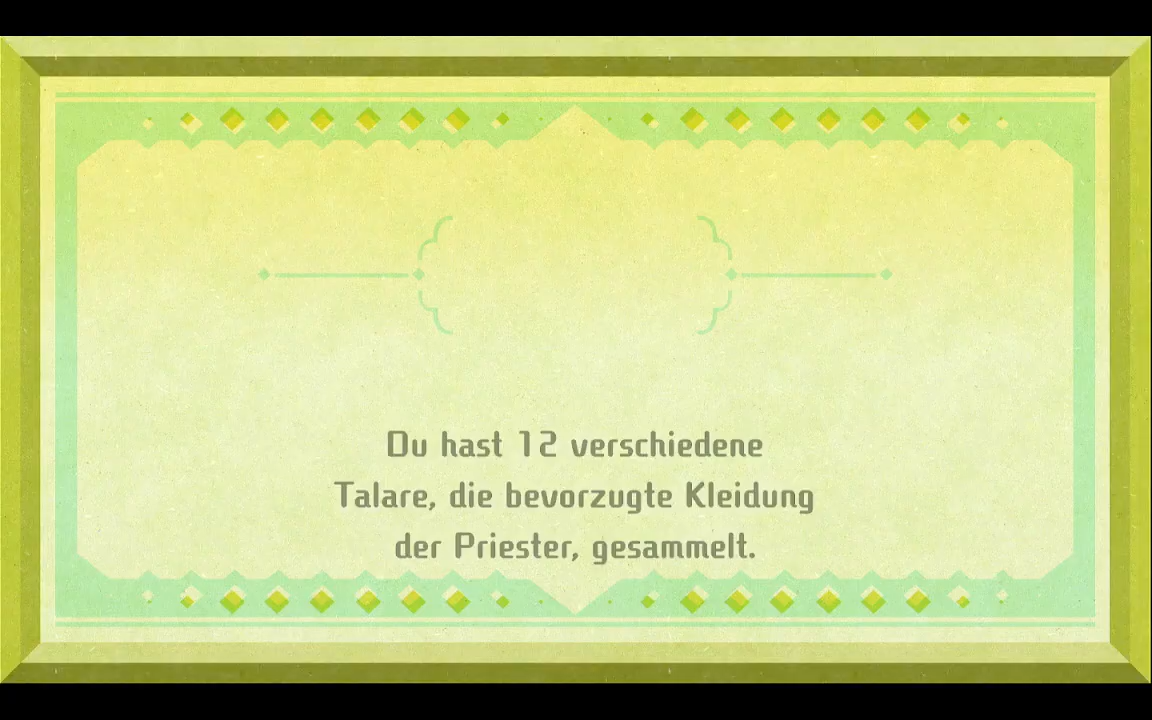 Du hast 12 verschiedene
Talare, die bevorzugte Kleidung
der Priester, gesammelt.